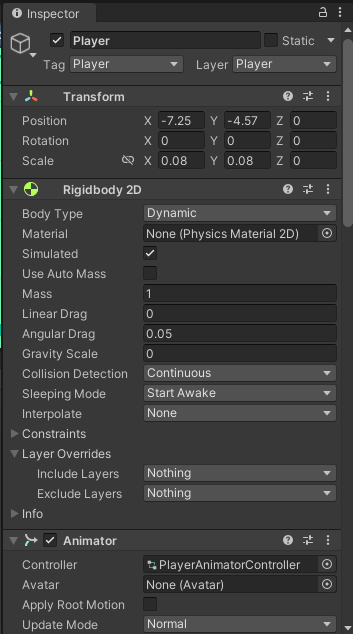 Inspector
Player
Static
Tag Player Layer Player
Transform
Position X -7.25 Y -4.57 Z 0
Rotation X 0 Y 0 Z 0
Scale X 0.08 Y 0.08 Z 0
Rigidbody 2D
Body Type Dynamic
Material None (Physics Material 2D)
Simulated
Use Auto Mass
Mass 1
Linear Drag 0
Angular Drag 0.05
Gravity Scale 0
Collision Detection Continuous
Sleeping Mode Start Awake
Interpolate None
Constraints
Layer Overrides
Include Layers Nothing
Exclude Layers Nothing
Info
Animator
Controller PlayerAnimatorController
Avatar None (Avatar)
Apply Root Motion
Update Mode Normal